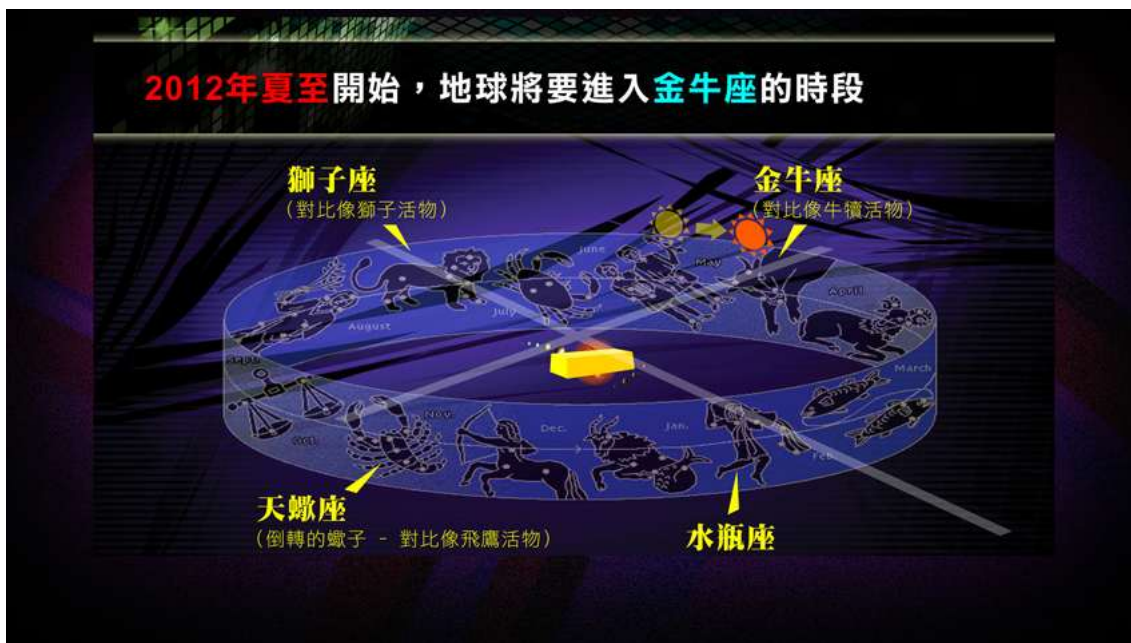 2012年夏至開始，地球將要進入金牛座的時段
獅子座
（對比像獅子活物）
金牛座
（對比像牛犢活物）
June
May
April
July
August
Sept.
March
Nov.
Dec.
Jan.
Oct.
Feb.
天蠍座
（倒轉的蠍子 - 對比像飛鷹活物）
水瓶座